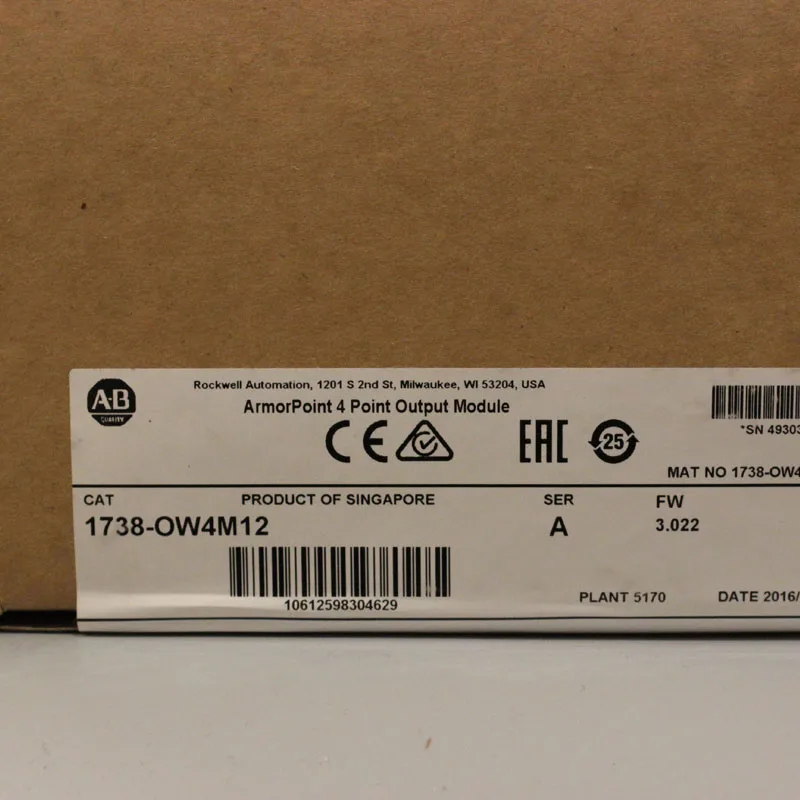 Rockwell Automation, 1201 S 2nd St, Milwaukee, WI 53204, USA
A-B
QUALITY
ArmorPoint 4 Point Output Module
CE
EAC
25
*SN 49303
MAT NO 1738-OW4
CAT
PRODUCT OF SINGAPORE
SER
FW
1738-OW4M12
A
3.022
10612598304629
PLANT 5170
DATE 2016/